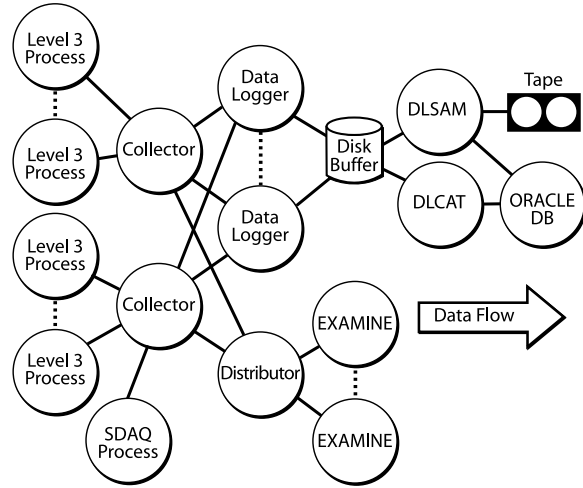 Level 3
Process
Level 3
Process
Level 3
Process
Level 3
Process
SDAQ
Process
Collector
Collector
Data
Logger
Data
Logger
Distributor
Disk
Buffer
EXAMINE
EXAMINE
DLSAM
DLCAT
Tape
ORACLE
DB
Data Flow